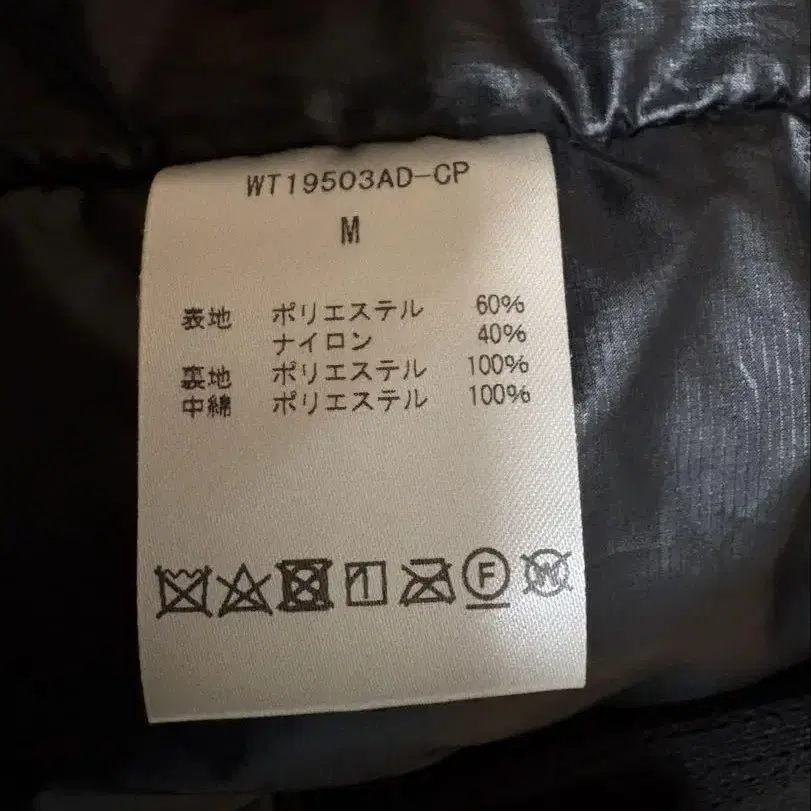 WT19503AD-CP
M
表地 ポリエステル 60%
ナイロン 40%
裏地 ポリエステル 100%
中綿 ポリエステル 100%
F W